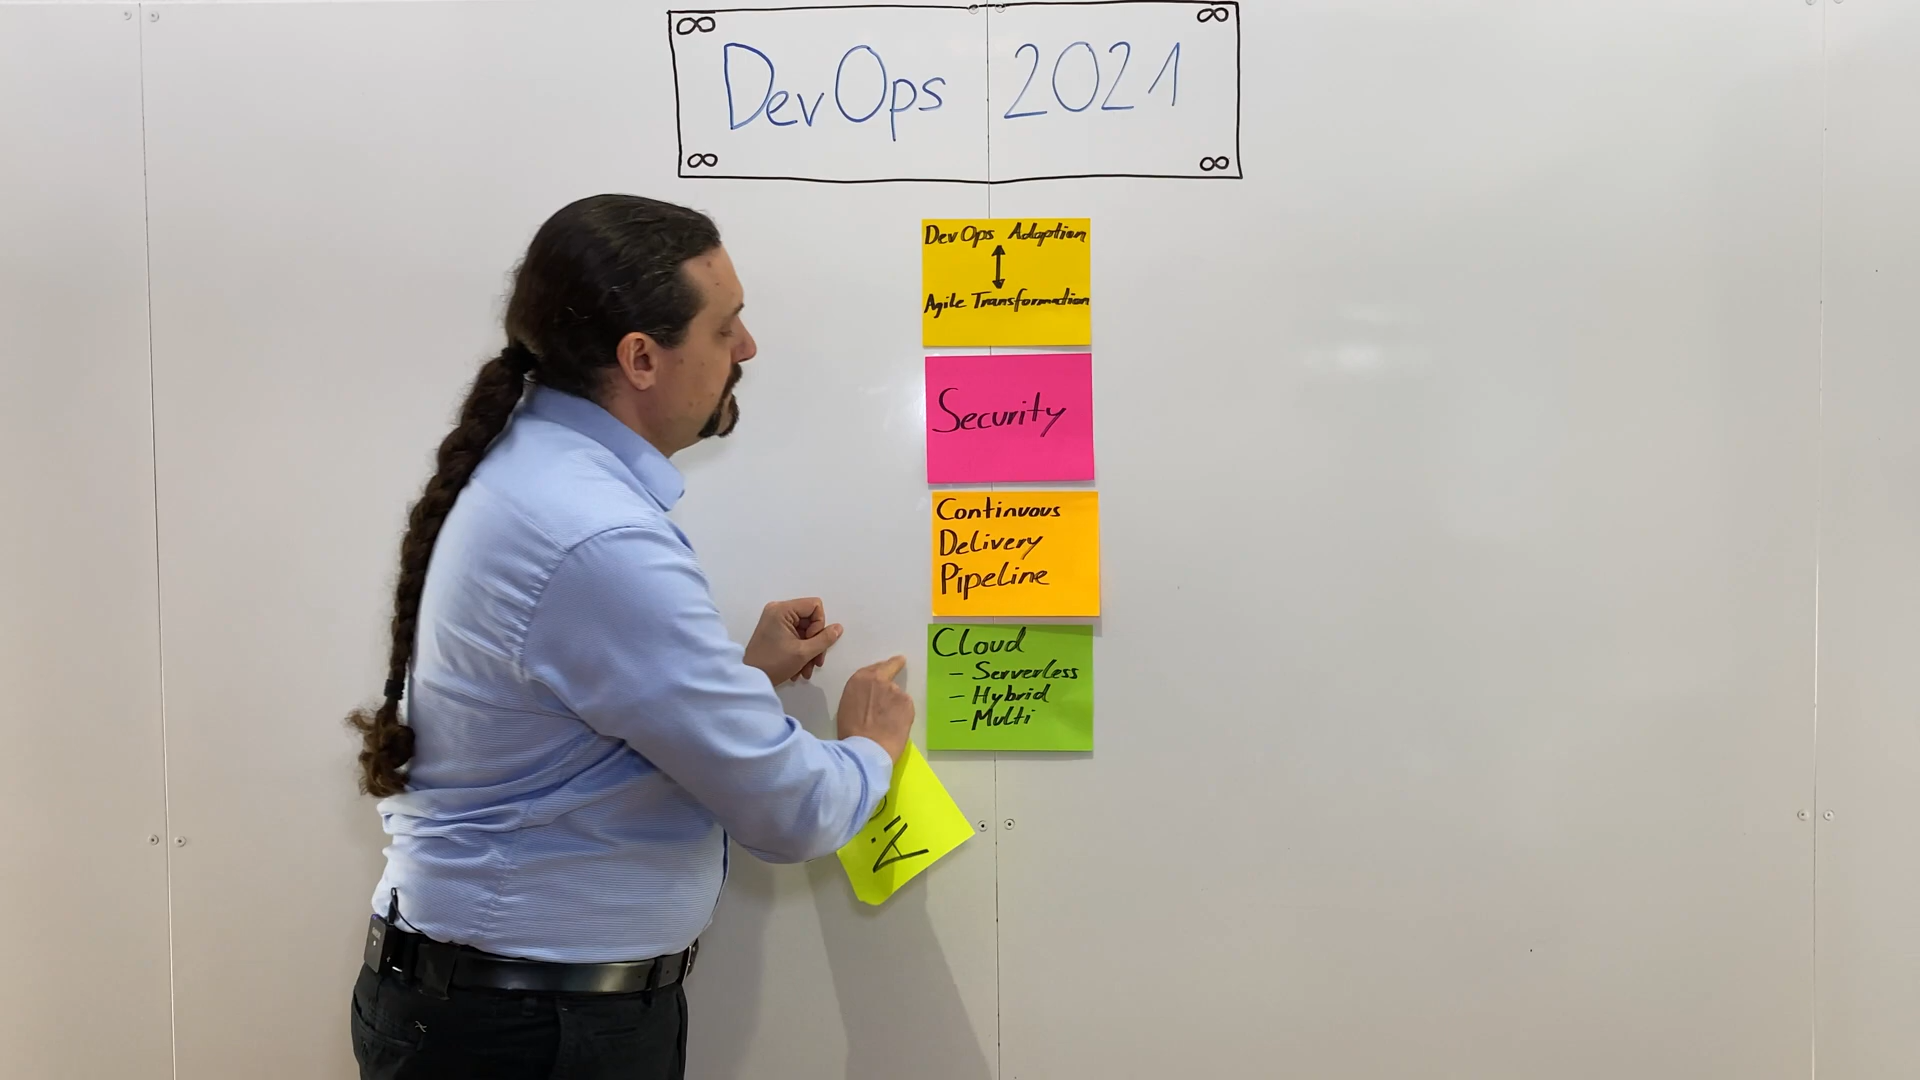 ∞ ∞
DevOps 2021
∞ ∞
DevOps Adoption
↕
Agile Transformation
Security
Continuous
Delivery
Pipeline
Cloud
- Serverless
- Hybrid
- Multi